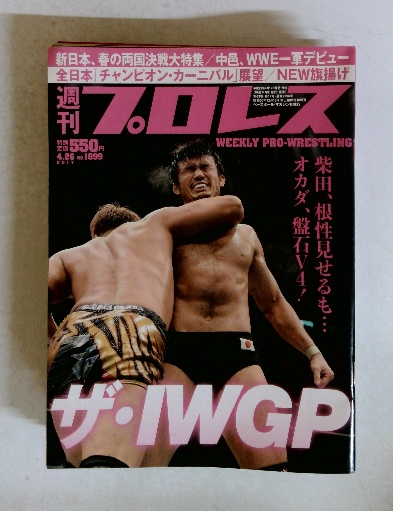 新日本、春の両国決戦大特集/中邑、WWE一軍デビュー
全日本「チャンピオン・カーニバル」展望/NEW旗揚げ
週刊プロレス
WEEKLY PRO-WRESTLING
特別定価550円
4.26 NO 1899
2017
柴田、根性見せるも…
オカダ、盤石V4!
ザ・IWGP